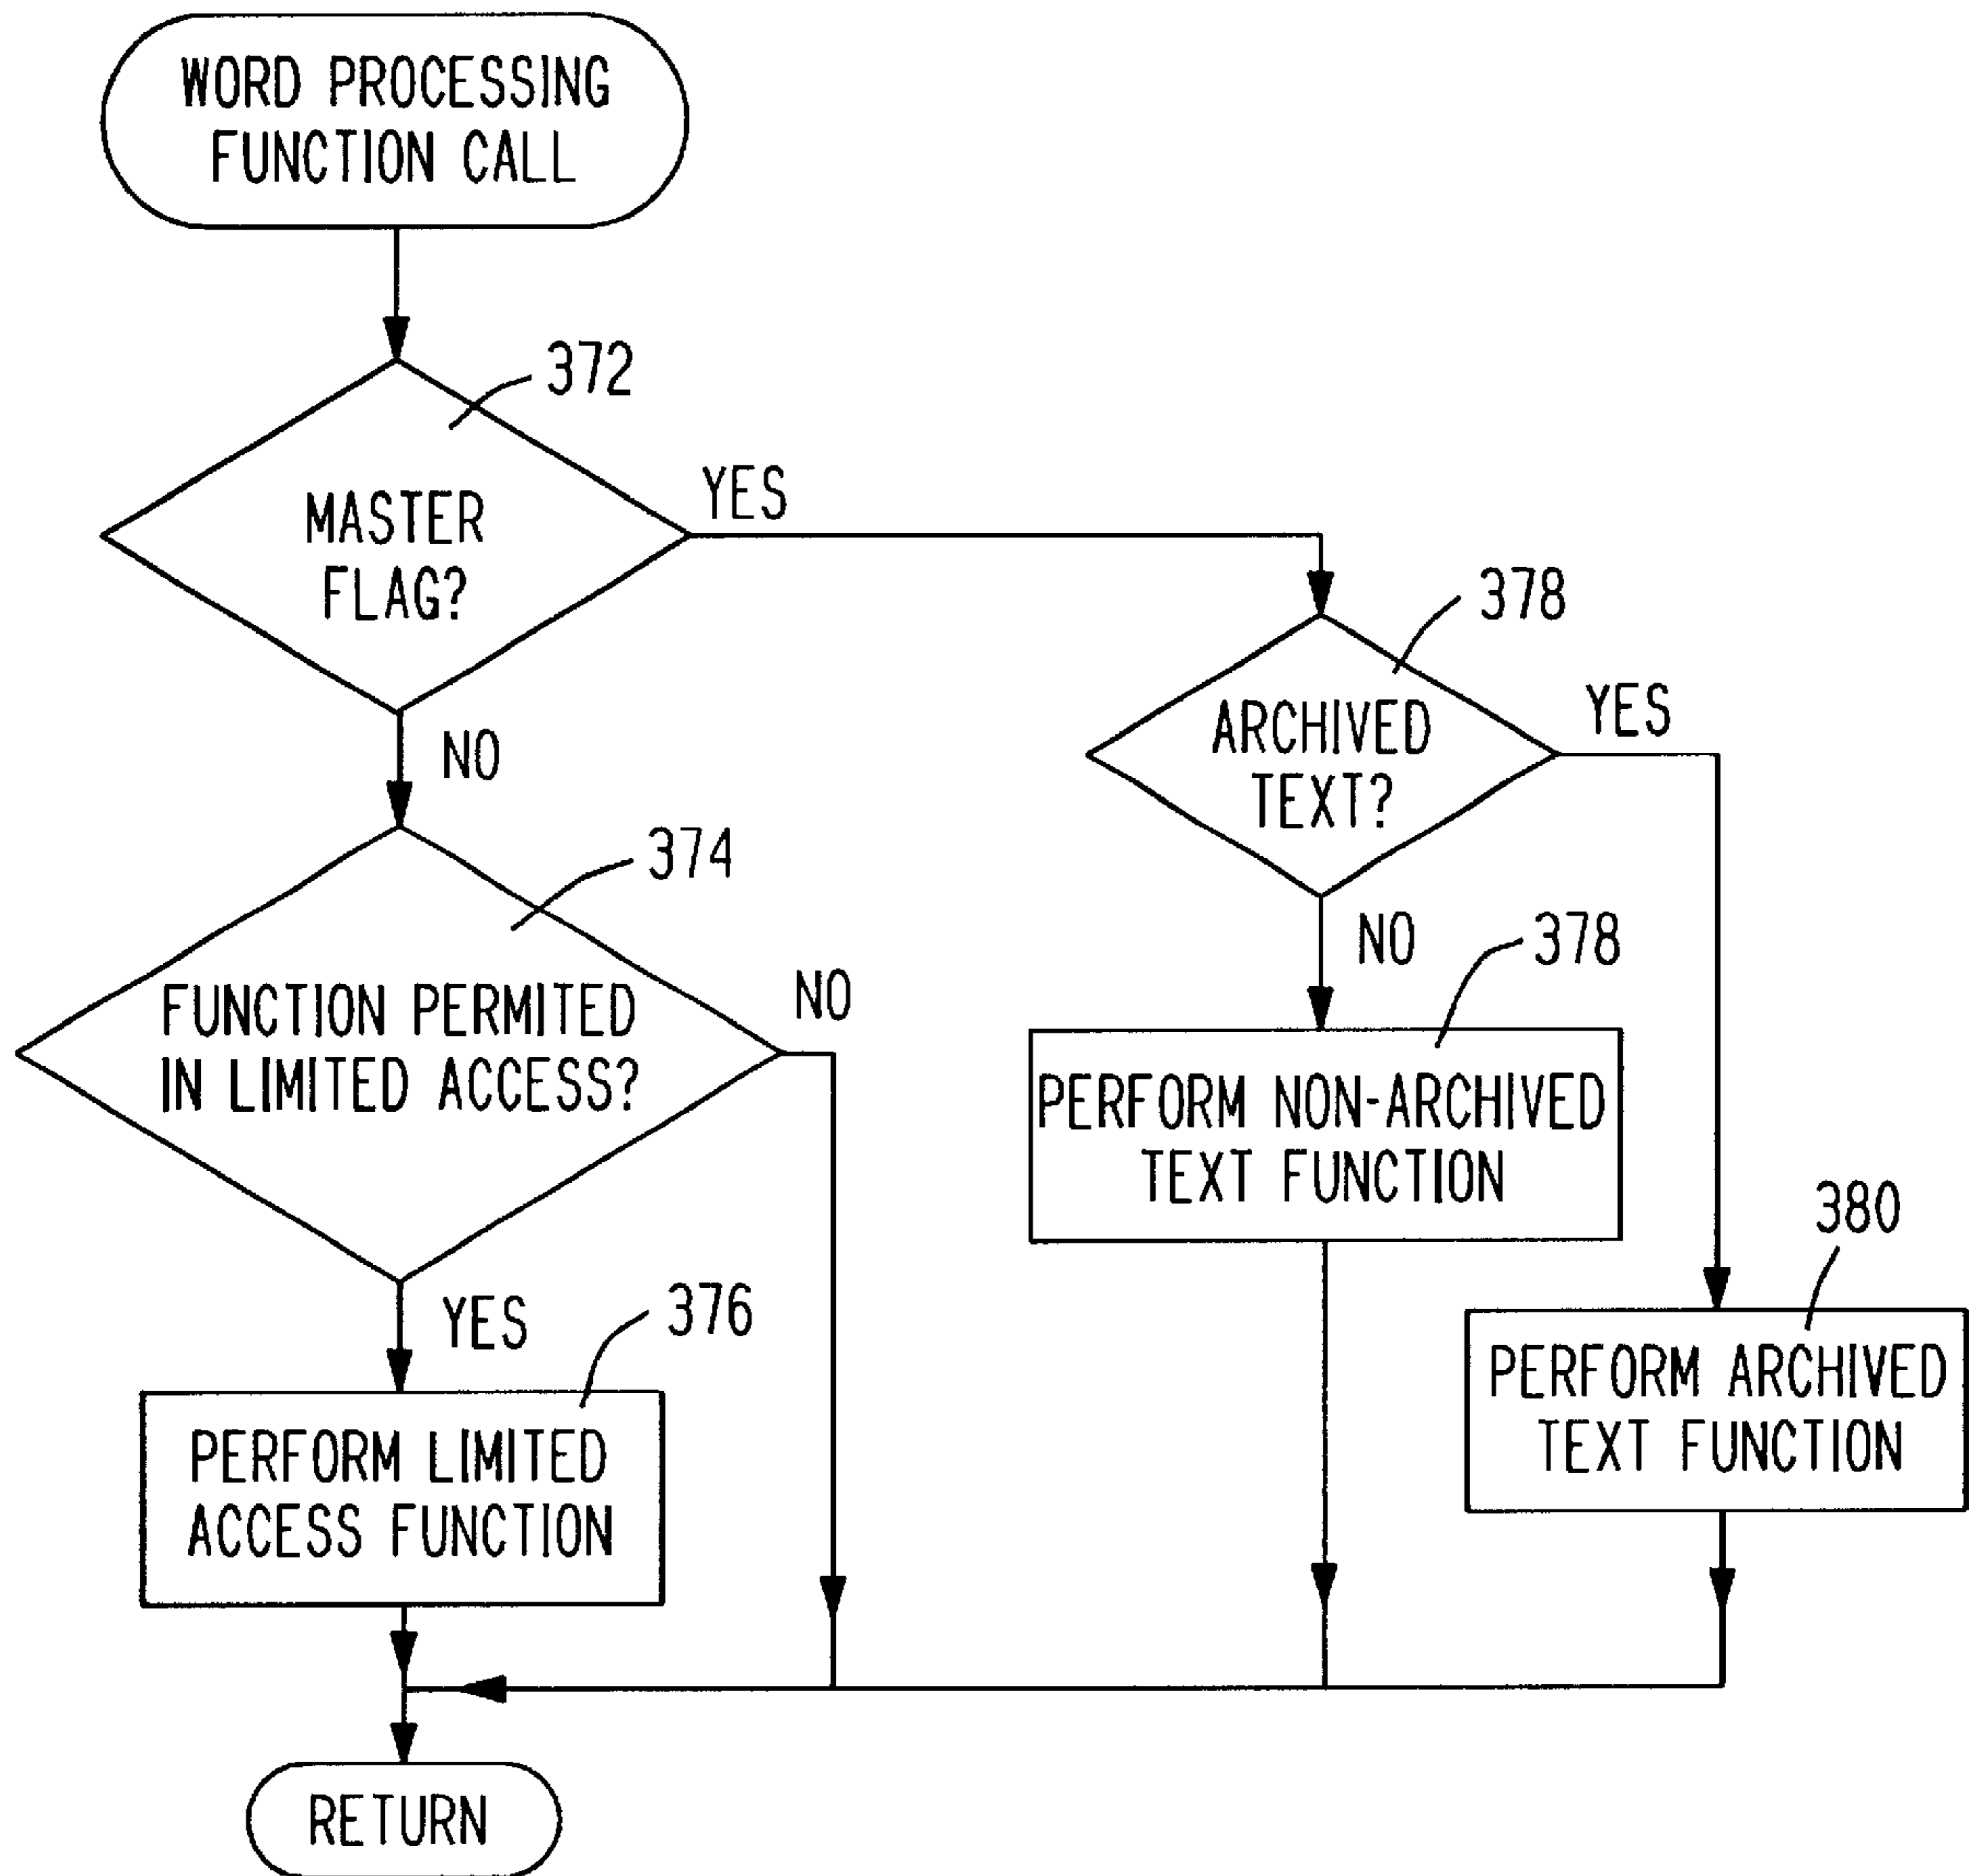 WORD PROCESSING
FUNCTION CALL
372
MASTER
FLAG?
YES
NO
378
ARCHIVED
TEXT?
YES
NO
374
FUNCTION PERMITED
IN LIMITED ACCESS?
NO
YES
378
PERFORM NON-ARCHIVED
TEXT FUNCTION
380
PERFORM ARCHIVED
TEXT FUNCTION
376
PERFORM LIMITED
ACCESS FUNCTION
RETURN